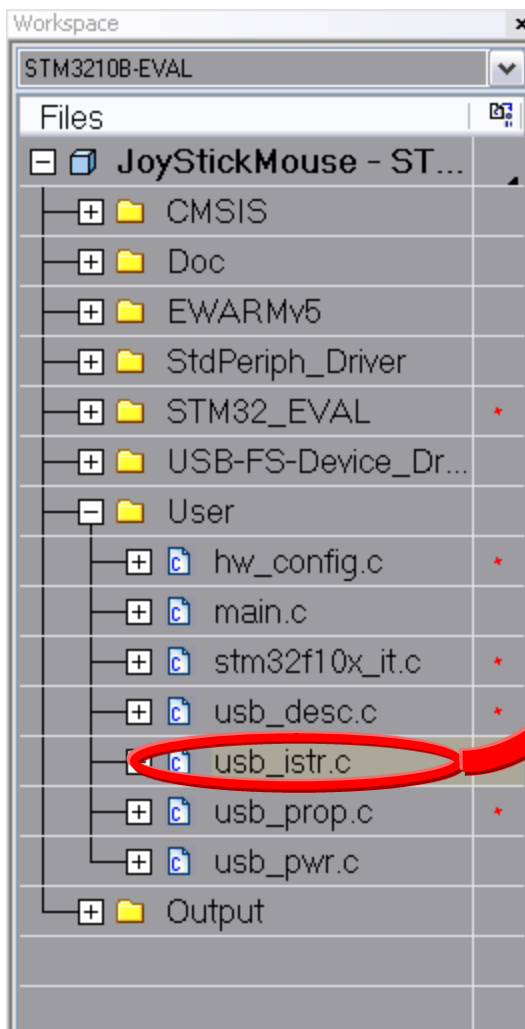 Workspace
STM3210B-EVAL
Files
JoyStickMouse - ST...
CMSIS
Doc
EWARMv5
StdPeriph_Driver
STM32_EVAL
USB-FS-Device_Dr...
User
hw_config.c
main.c
stm32f10x_it.c
usb_desc.c
usb_istr.c
usb_prop.c
usb_pwr.c
Output